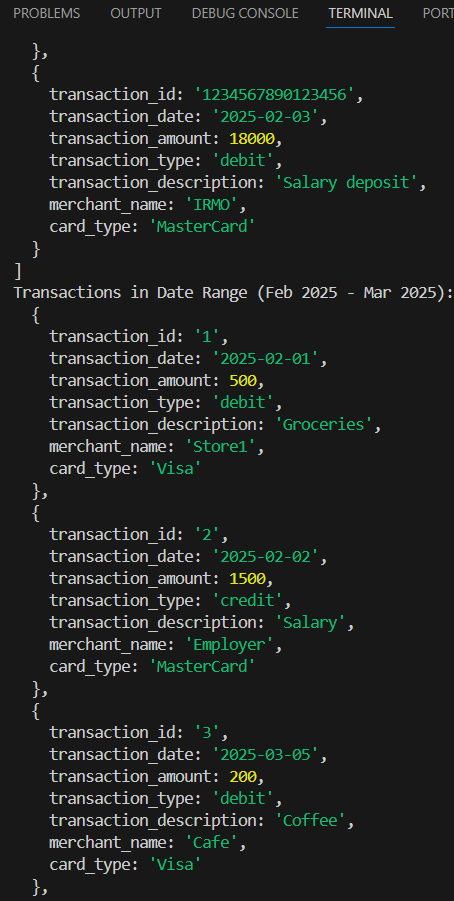 PROBLEMS OUTPUT DEBUG CONSOLE TERMINAL PORT
},
{
transaction_id: '1234567890123456',
transaction_date: '2025-02-03',
transaction_amount: 18000,
transaction_type: 'debit',
transaction_description: 'Salary deposit',
merchant_name: 'IRMO',
card_type: 'MasterCard'
}
]
Transactions in Date Range (Feb 2025 - Mar 2025):
{
transaction_id: '1',
transaction_date: '2025-02-01',
transaction_amount: 500,
transaction_type: 'debit',
transaction_description: 'Groceries',
merchant_name: 'Store1',
card_type: 'Visa'
},
{
transaction_id: '2',
transaction_date: '2025-02-02',
transaction_amount: 1500,
transaction_type: 'credit',
transaction_description: 'Salary',
merchant_name: 'Employer',
card_type: 'MasterCard'
},
{
transaction_id: '3',
transaction_date: '2025-03-05',
transaction_amount: 200,
transaction_type: 'debit',
transaction_description: 'Coffee',
merchant_name: 'Cafe',
card_type: 'Visa'
},